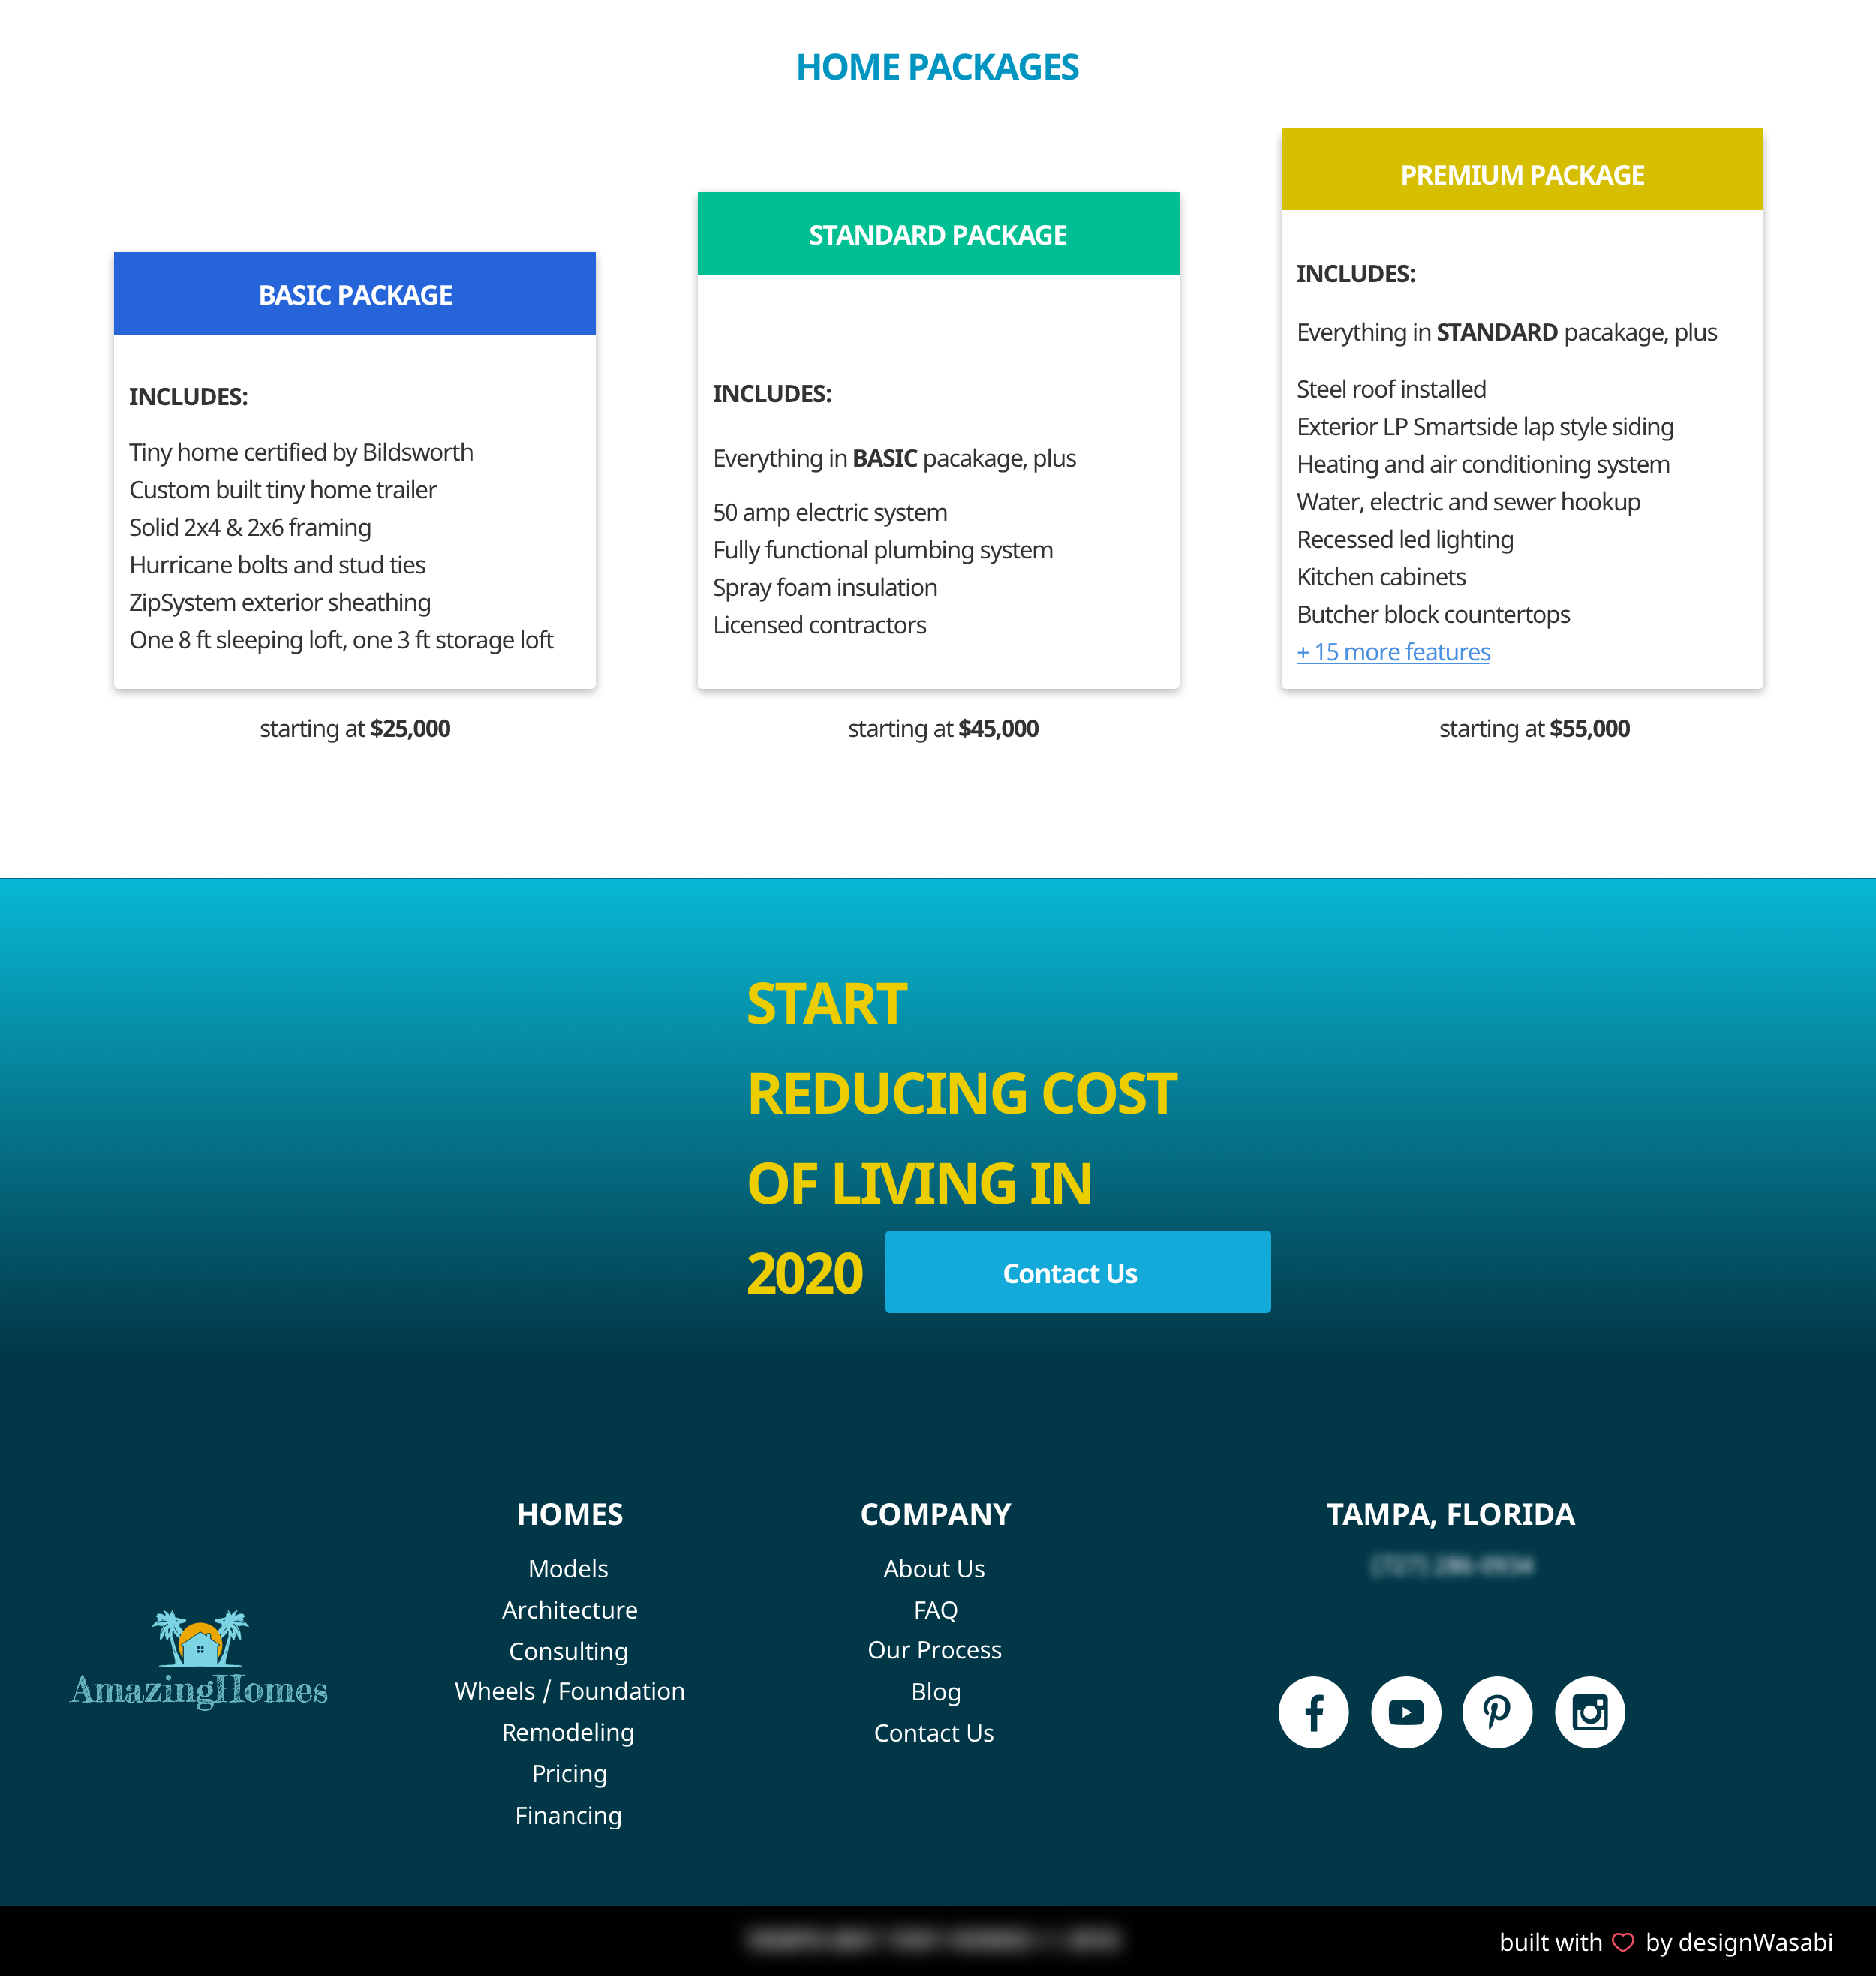 HOME PACKAGES
BASIC PACKAGE
INCLUDES:
Tiny home certified by Bildsworth
Custom built tiny home trailer
Solid 2x4 & 2x6 framing
Hurricane bolts and stud ties
ZipSystem exterior sheathing
One 8 ft sleeping loft, one 3 ft storage loft
starting at $25,000
STANDARD PACKAGE
INCLUDES:
Everything in BASIC pacakage, plus
50 amp electric system
Fully functional plumbing system
Spray foam insulation
Licensed contractors
starting at $45,000
PREMIUM PACKAGE
INCLUDES:
Everything in STANDARD pacakage, plus
Steel roof installed
Exterior LP Smartside lap style siding
Heating and air conditioning system
Water, electric and sewer hookup
Recessed led lighting
Kitchen cabinets
Butcher block countertops
+ 15 more features
starting at $55,000
START
REDUCING COST
OF LIVING IN
2020
Contact Us
AmazingHomes
HOMES
Models
Architecture
Consulting
Wheels / Foundation
Remodeling
Pricing
Financing
COMPANY
About Us
FAQ
Our Process
Blog
Contact Us
TAMPA, FLORIDA
built with by designWasabi